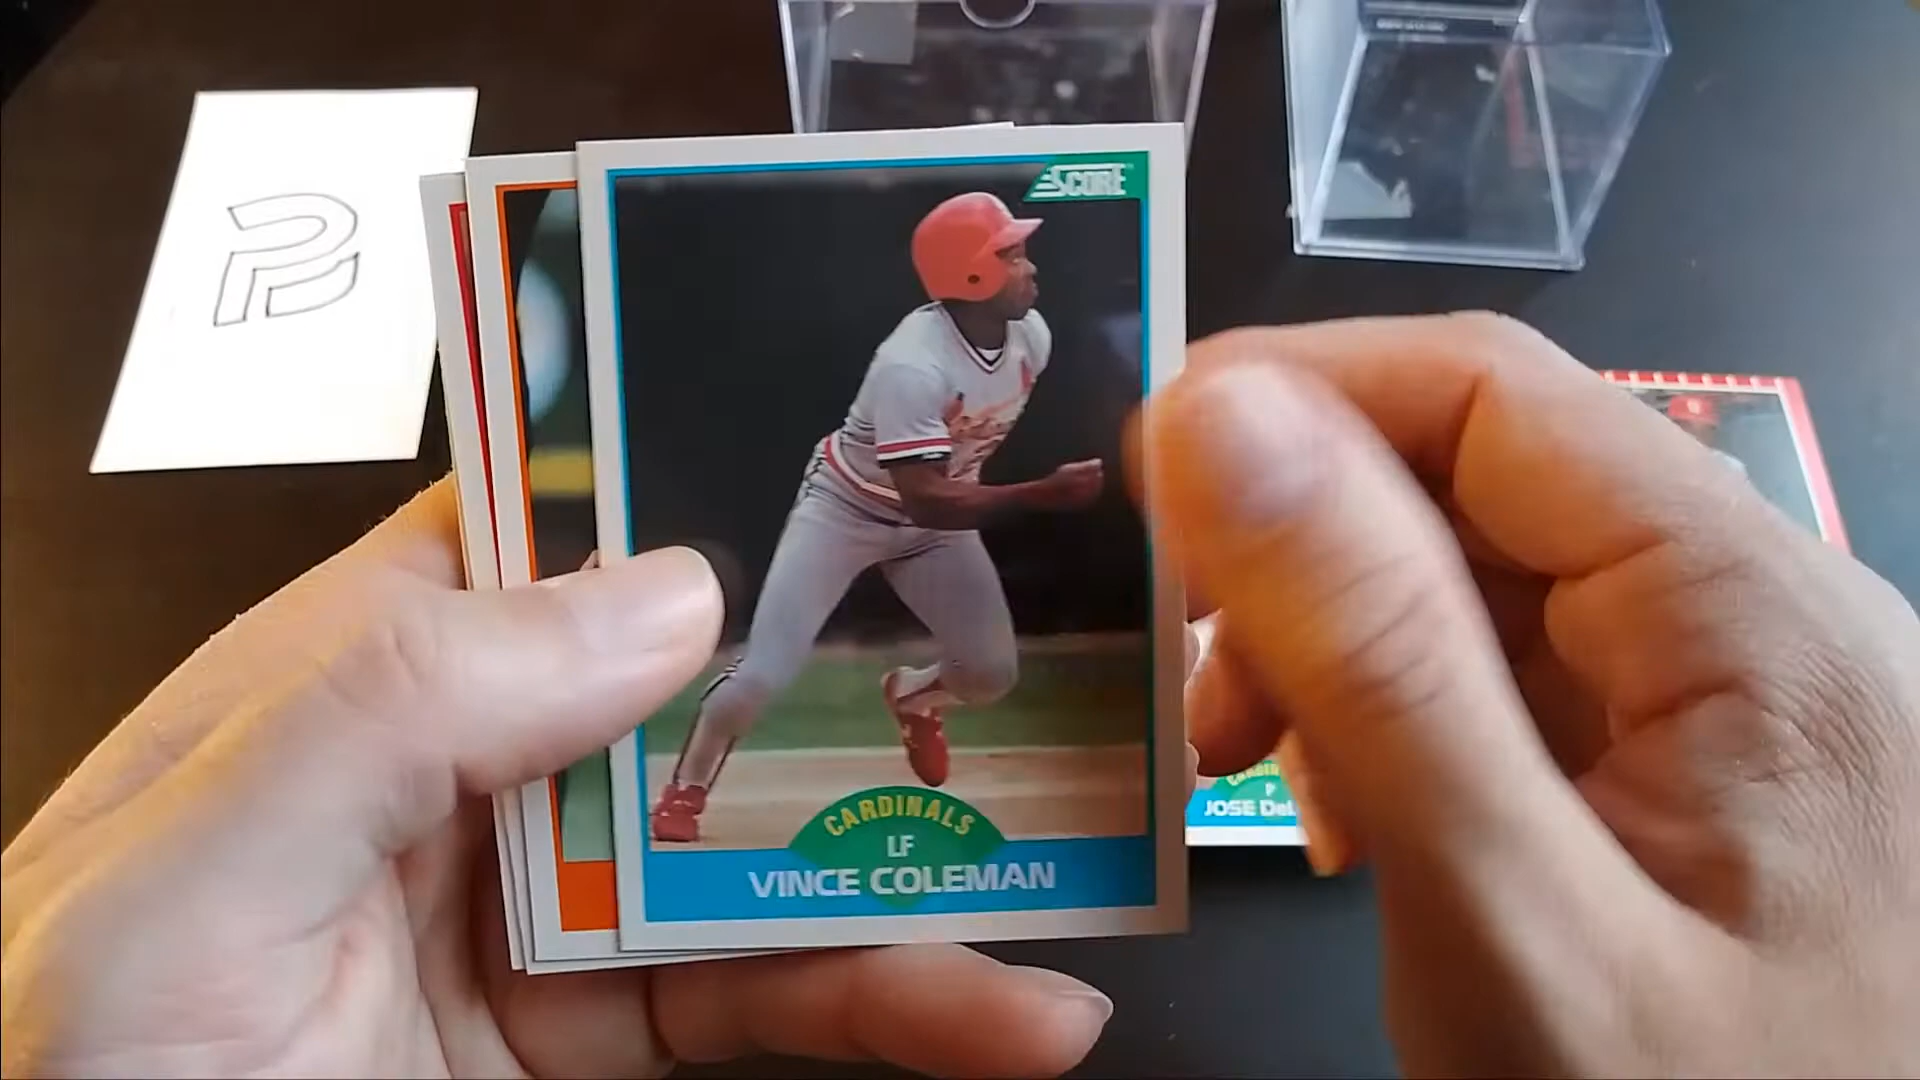 SCORE
CARDINALS
LF
VINCE COLEMAN
P
JOSE DeL